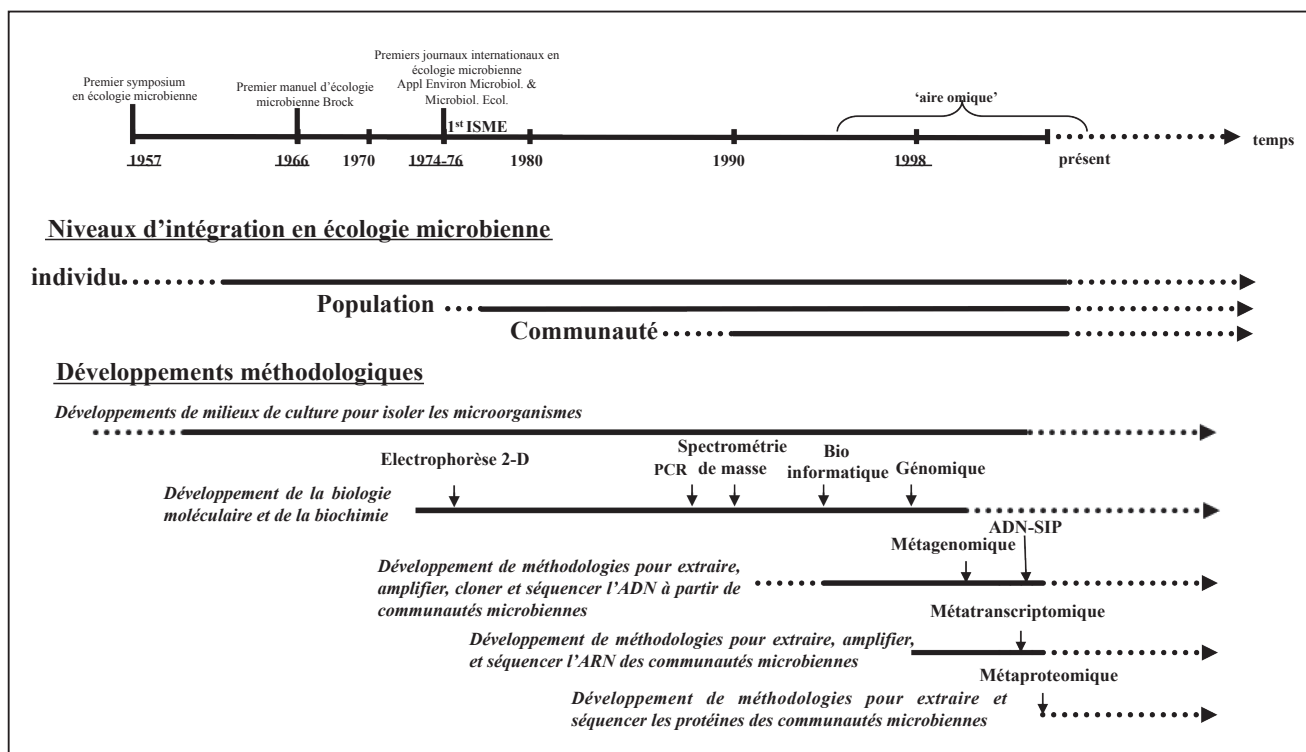 Premier symposium
en écologie microbienne
Premier manuel d'écologie
microbienne Brock
Premiers journaux internationaux en
écologie microbienne
Appl Environ Microbiol. &
Microbiol. Ecol.
1st ISME
'aire omique'
1957
1966
1970
1974-76
1980
1990
1998
présent
temps
Niveaux d'intégration en écologie microbienne
individu
Population
Communauté
Développements méthodologiques
Développements de milieux de culture pour isoler les microorganismes
Electrophorèse 2-D
PCR
Spectrométrie
de masse
Bio
informatique
Génomique
Développement de la biologie
moléculaire et de la biochimie
ADN-SIP
Métagenomique
Développement de méthodologies pour extraire,
amplifier, cloner et séquencer l'ADN à partir de
communautés microbiennes
Métatranscriptomique
Développement de méthodologies pour extraire, amplifier,
et séquencer l'ARN des communautés microbiennes
Métaproteomique
Développement de méthodologies pour extraire et
séquencer les protéines des communautés microbiennes